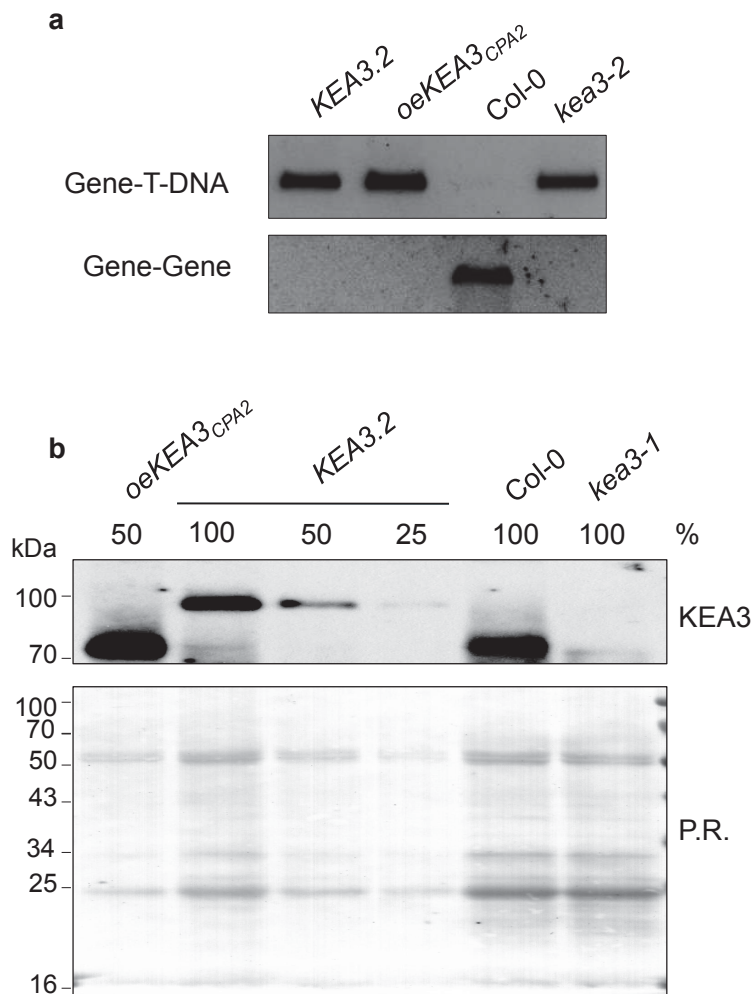 a
KEA3.2 oeKEA3CPA2 Col-0 kea3-2
Gene-T-DNA
Gene-Gene
b
oeKEA3CPA2 KEA3.2 Col-0 kea3-1
kDa 50 100 50 25 100 100 %
100
KEA3
70
100
70
50
43
P.R.
34
25
16